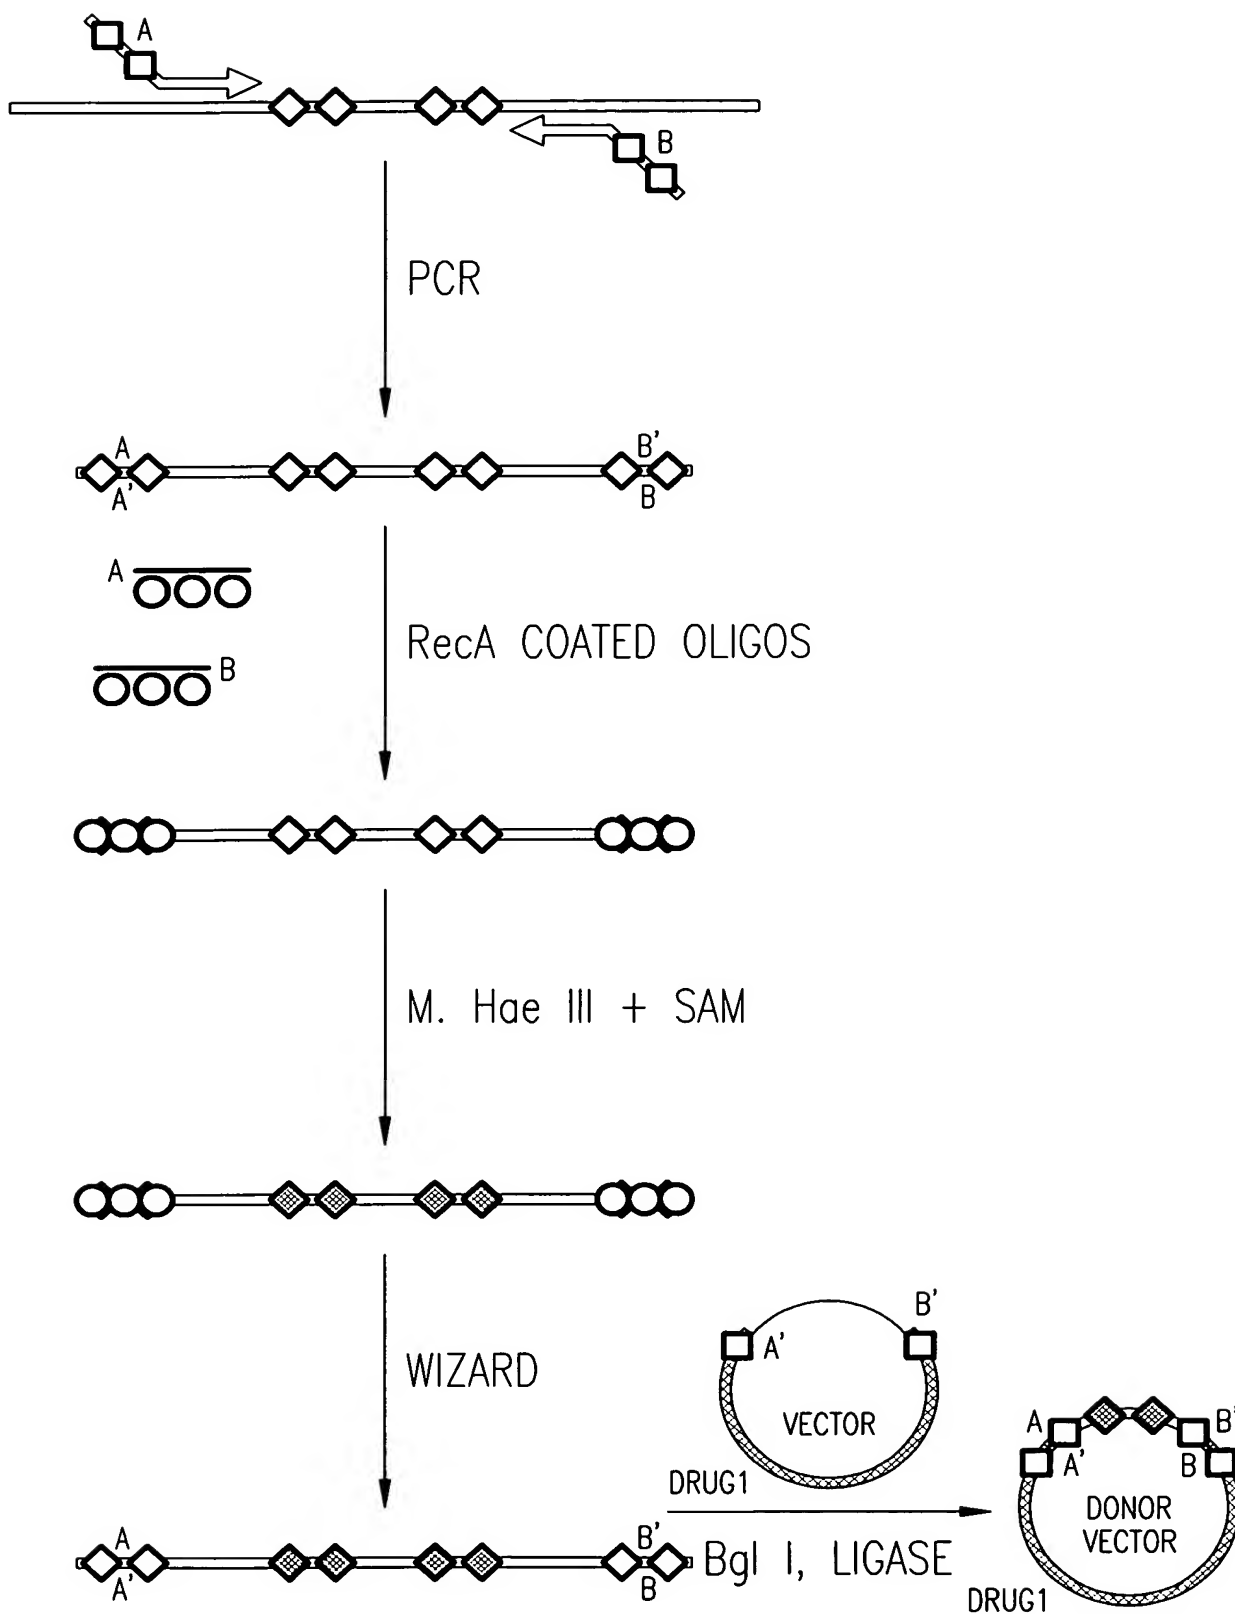 A
B
PCR
A
B'
A'
B
A
RecA COATED OLIGOS
B
M. Hae III + SAM
B'
A'
WIZARD
VECTOR
A
B'
A'
B
DRUG1
DONOR
VECTOR
A
B'
A'
B
Bgl I, LIGASE
DRUG1